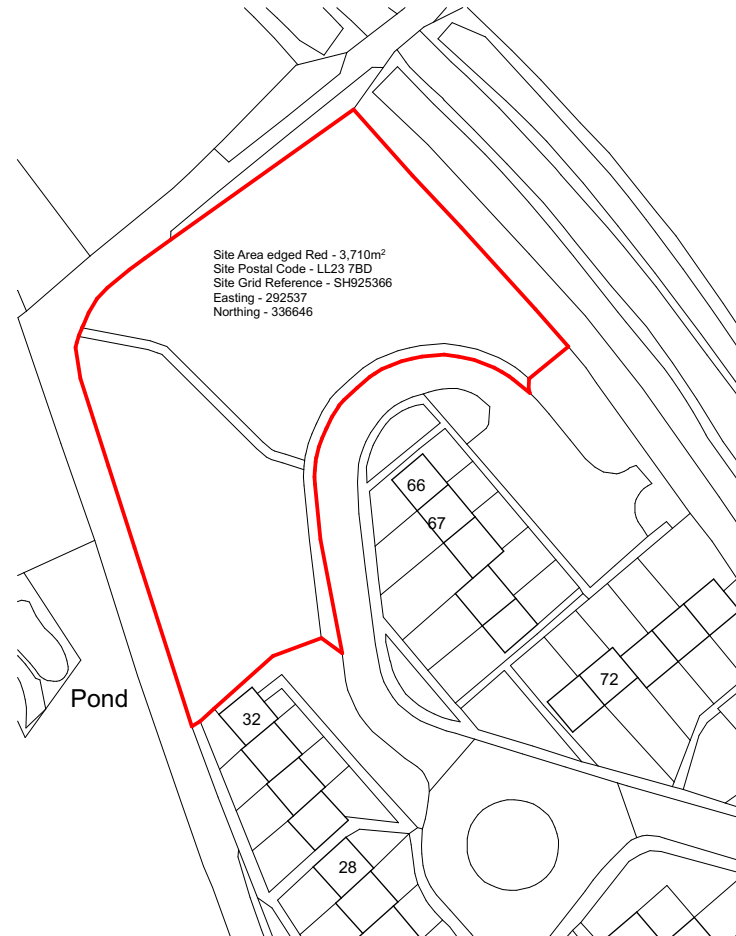 Site Area edged Red - 3,710m²
Site Postal Code - LL23 7BD
Site Grid Reference - SH925366
Easting - 292537
Northing - 336646
66
67
72
Pond
32
28